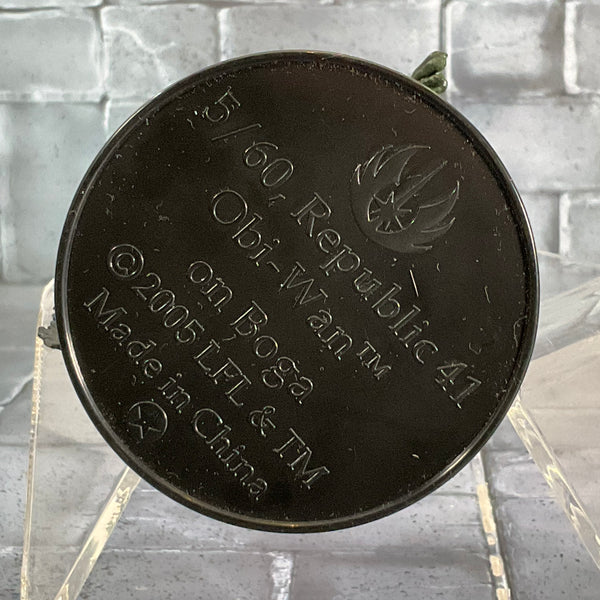 5/60, Republic 41
Obi-Wan™
on Boga
©2005 LFL & TM
Made in China